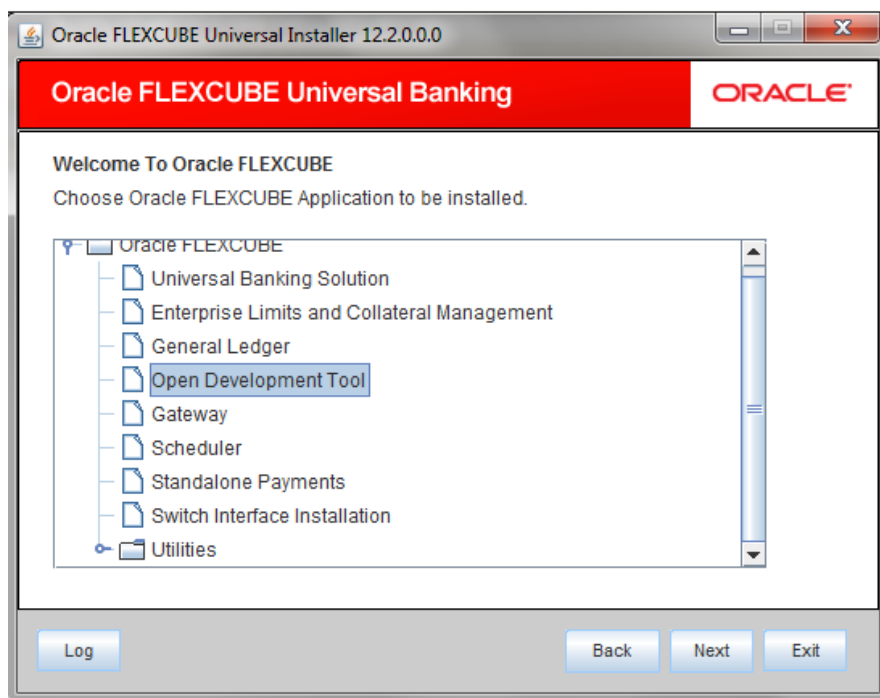 Oracle FLEXCUBE Universal Installer 12.2.0.0.0
Oracle FLEXCUBE Universal Banking
ORACLE
Welcome To Oracle FLEXCUBE
Choose Oracle FLEXCUBE Application to be installed.
Oracle FLEXCUBE
Universal Banking Solution
Enterprise Limits and Collateral Management
General Ledger
Open Development Tool
Gateway
Scheduler
Standalone Payments
Switch Interface Installation
Utilities
Log Back Next Exit